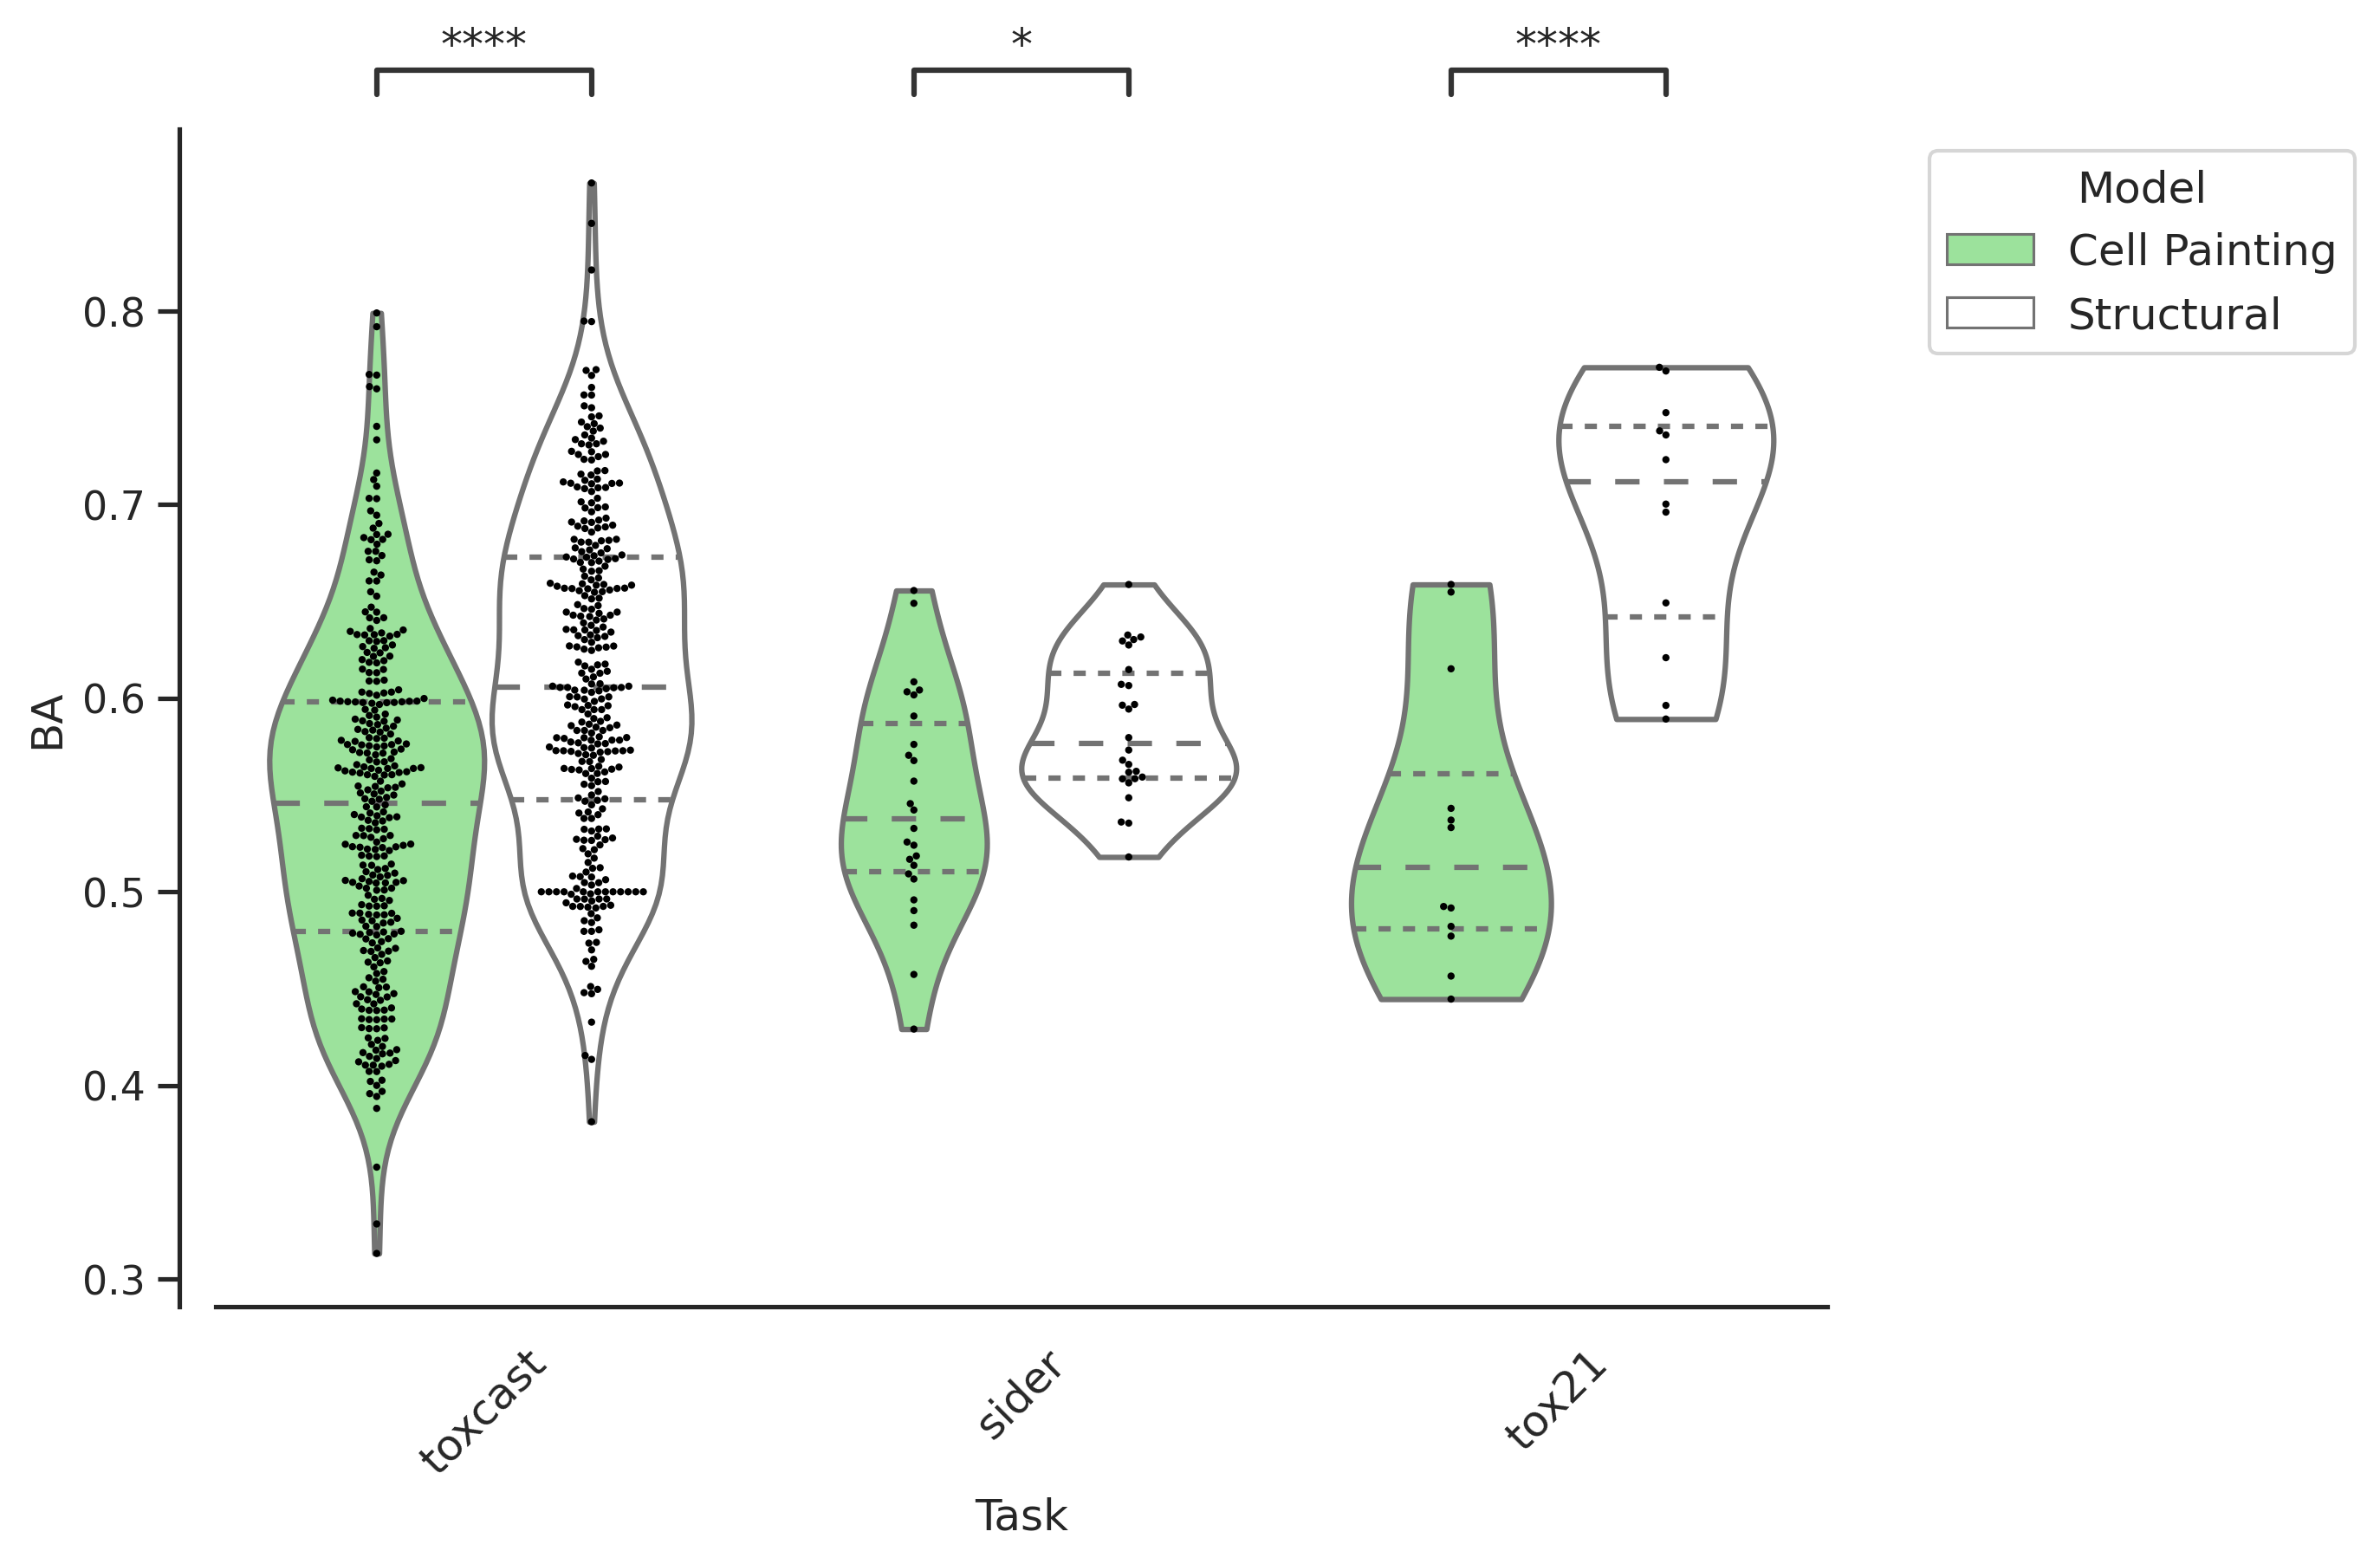 **** * ****
Model
Cell Painting
Structural
0.8
0.7
0.6
0.5
0.4
0.3
BA
toxcast sider tox21
Task